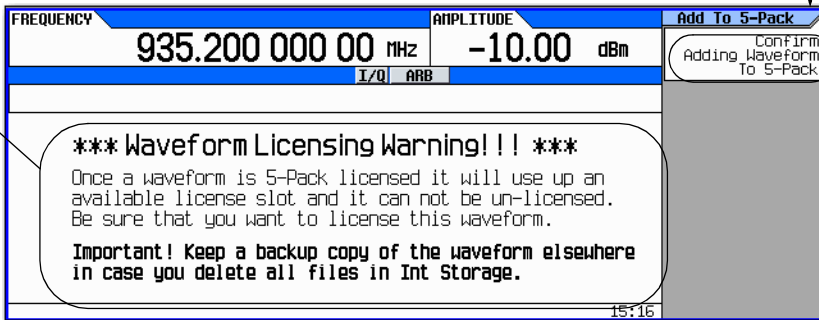 FREQUENCY
935.200 000 00 MHz
AMPLITUDE
-10.00 dBm
I/Q ARB
*** Waveform Licensing Warning!!! ***
Once a waveform is 5-Pack licensed it will use up an
available license slot and it can not be un-licensed.
Be sure that you want to license this waveform.
Important! Keep a backup copy of the waveform elsewhere
in case you delete all files in Int Storage.
15:16
Add To 5-Pack
Confirm
Adding Waveform
To 5-Pack